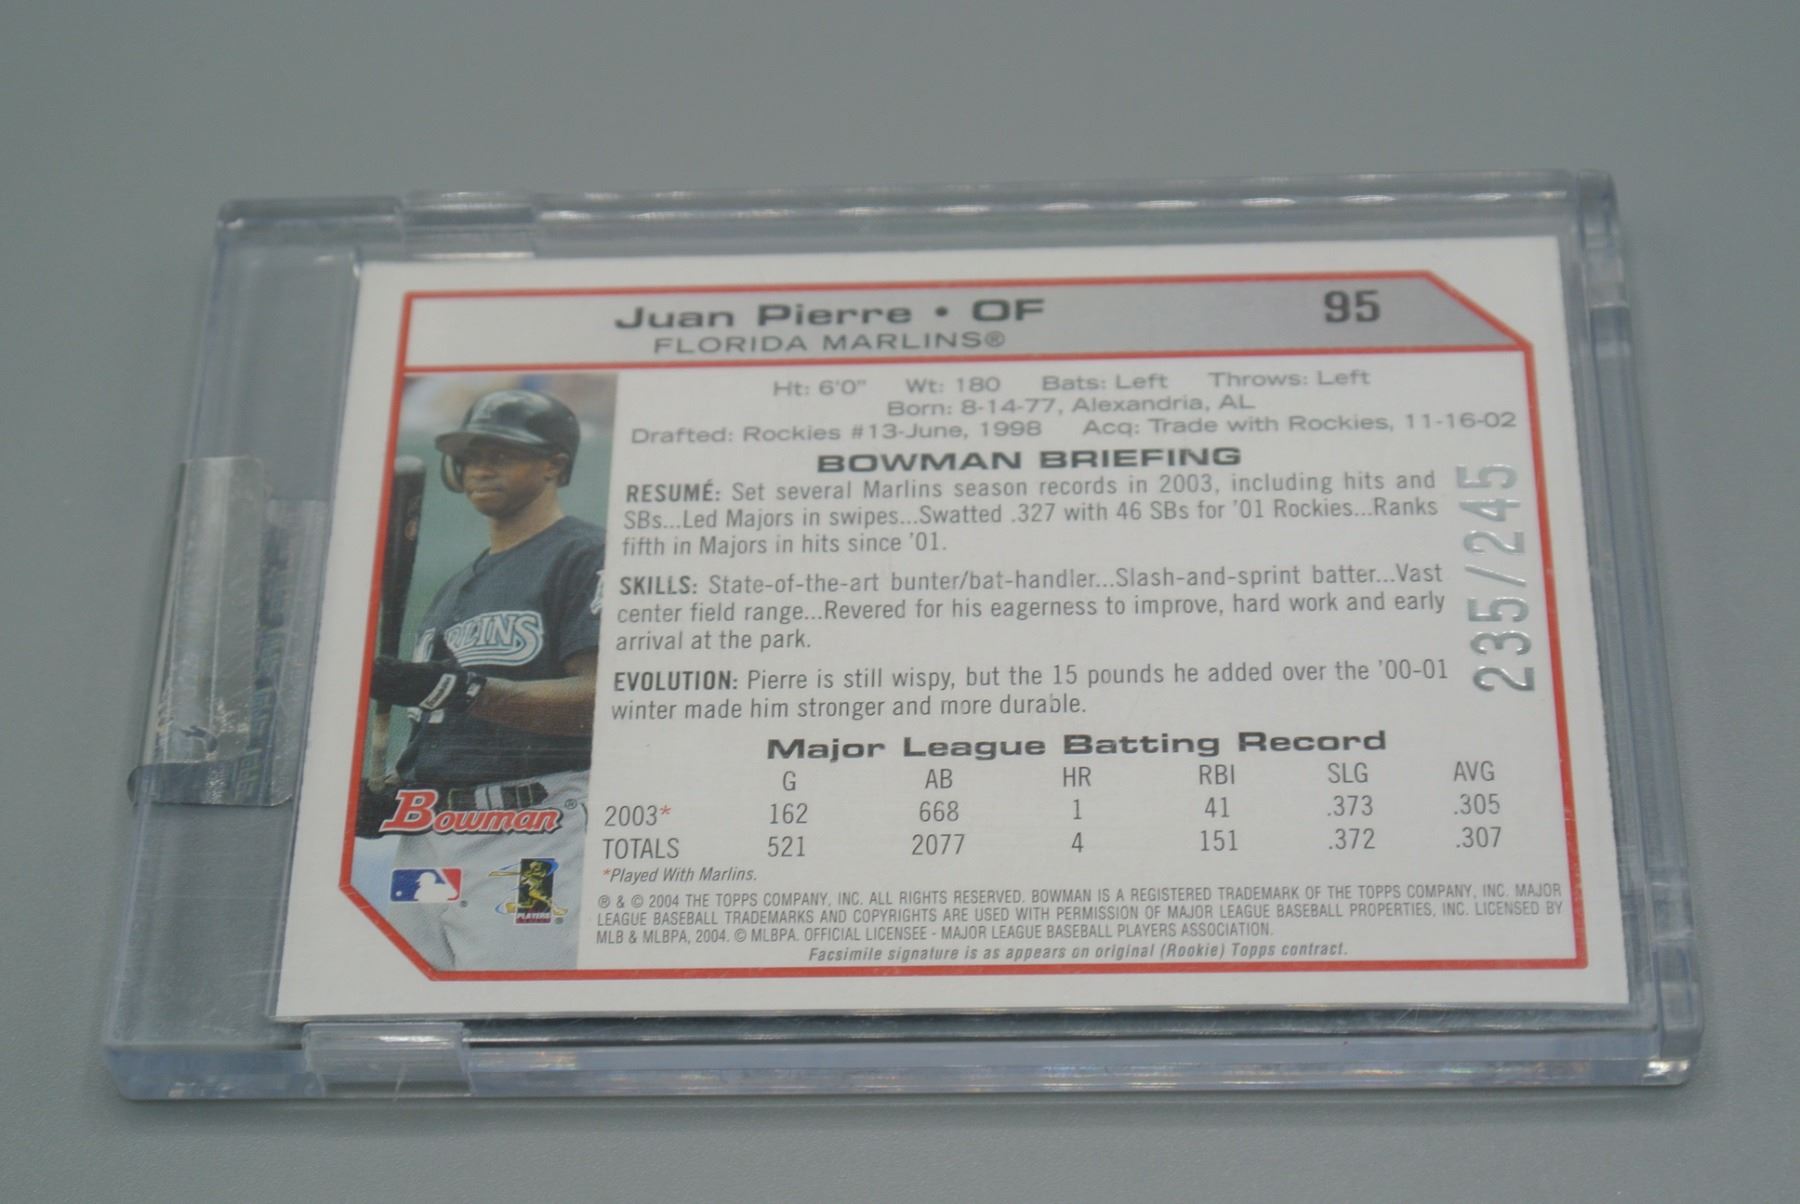 Juan Pierre • OF
95
FLORIDA MARLINS®
Ht: 6'0" Wt: 180 Bats: Left Throws: Left
Born: 8-14-77, Alexandria, AL
Drafted: Rockies #13-June, 1998 Acq: Trade with Rockies, 11-16-02
BOWMAN BRIEFING
RESUMÉ: Set several Marlins season records in 2003, including hits and
SBs...Led Majors in swipes...Swatted .327 with 46 SBs for '01 Rockies...Ranks
fifth in Majors in hits since '01.
SKILLS: State-of-the-art bunter/bat-handler...Slash-and-sprint batter...Vast
center field range...Revered for his eagerness to improve, hard work and early
arrival at the park.
EVOLUTION: Pierre is still wispy, but the 15 pounds he added over the '00-01
winter made him stronger and more durable.
235/245
Major League Batting Record
G AB HR RBI SLG AVG
2003* 162 668 1 41 .373 .305
TOTALS 521 2077 4 151 .372 .307
*Played With Marlins.
® & © 2004 THE TOPPS COMPANY, INC. ALL RIGHTS RESERVED. BOWMAN IS A REGISTERED TRADEMARK OF THE TOPPS COMPANY, INC. MAJOR
LEAGUE BASEBALL TRADEMARKS AND COPYRIGHTS ARE USED WITH PERMISSION OF MAJOR LEAGUE BASEBALL PROPERTIES, INC. LICENSED BY
MLB & MLBPA, 2004. © MLBPA. OFFICIAL LICENSEE - MAJOR LEAGUE BASEBALL PLAYERS ASSOCIATION.
Facsimile signature is as appears on original (Rookie) Topps contract.
MARLINS
Bowman®
PLAYERS